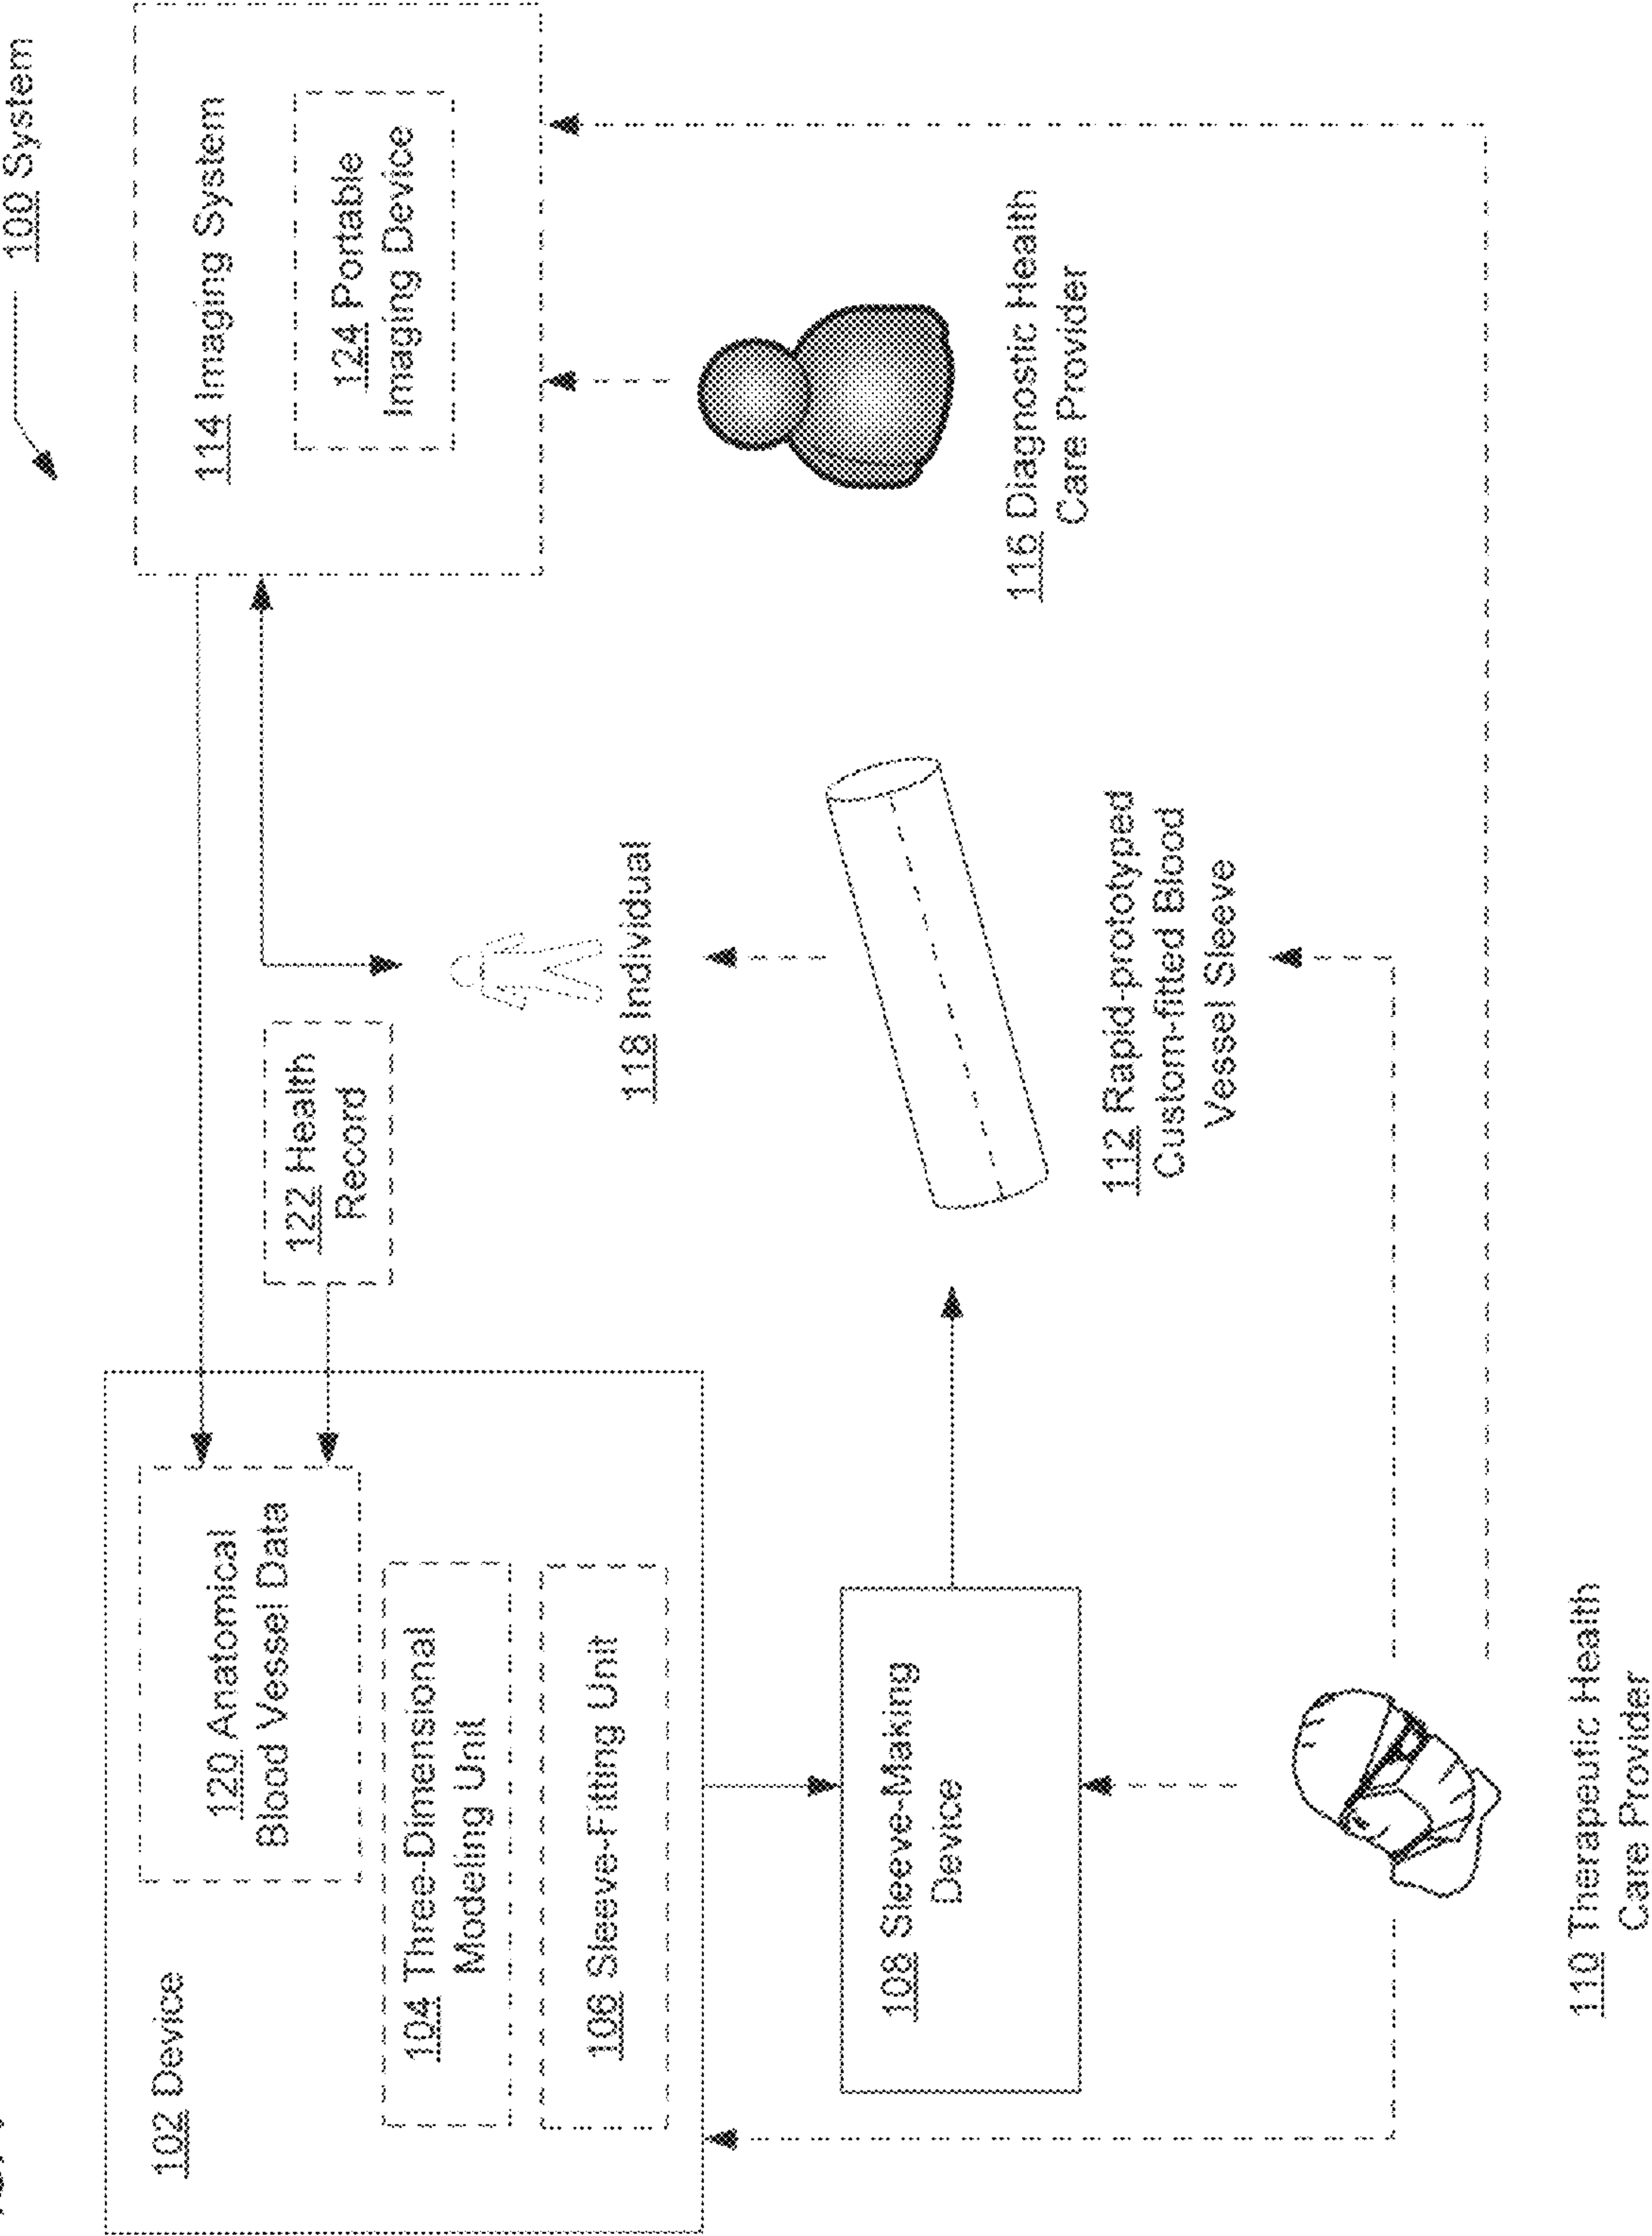 100 System
102 Device
120 Anatomical
Blood Vessel Data
104 Three-Dimensional
Modeling Unit
106 Sleeve-Fitting Unit
122 Health
Record
114 Imaging System
124 Portable
Imaging Device
118 Individual
108 Sleeve-Making
Device
112 Rapid-prototyped
Custom-fitted Blood
Vessel Sleeve
116 Diagnostic Health
Care Provider
110 Therapeutic Health
Care Provider